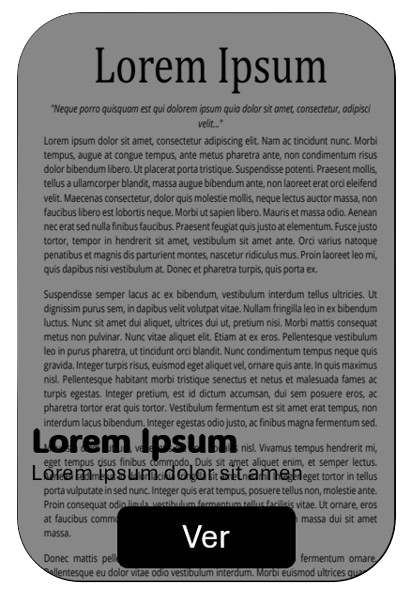 Lorem Ipsum
"Neque porro quisquam est qui dolorem ipsum quia dolor sit amet, consectetur, adipisci
velit..."
Lorem ipsum dolor sit amet, consectetur adipiscing elit. Nam ac tincidunt nunc. Morbi
tempus, augue at congue tempus, ante metus pharetra ante, non condimentum risus
dolor bibendum libero. Ut placerat porta tristique. Suspendisse potenti. Praesent mollis,
tellus a ullamcorper blandit, massa augue bibendum ante, non laoreet erat orci eleifend
velit. Maecenas consectetur, dolor quis molestie mollis, neque lectus auctor massa, non
faucibus libero est lobortis neque. Morbi ut sapien libero. Mauris et massa odio. Aenean
nec erat sed nulla finibus faucibus. Praesent feugiat quis justo at elementum. Fusce justo
tortor, tempor in hendrerit sit amet, vestibulum sit amet ante. Orci varius natoque
penatibus et magnis dis parturient montes, nascetur ridiculus mus. Proin laoreet leo mi,
quis dapibus nisi vestibulum at. Donec et pharetra turpis, quis porta ex.
Suspendisse semper lacus ac ex bibendum, vestibulum interdum tellus ultricies. Ut
dignissim purus sem, in dapibus velit volutpat vitae. Nullam fringilla leo in ex bibendum
luctus. Nunc sit amet dui aliquet, ultrices dui ut, pretium nisi. Morbi mattis consequat
metus non pulvinar. Nunc vitae aliquet elit. Etiam at ex eros. Pellentesque vestibulum
leo in purus pharetra, ut tincidunt orci blandit. Nunc condimentum tempus neque quis
gravida. Integer turpis risus, euismod eget aliquet vel, ornare quis ante. In quis maximus
nisl. Pellentesque habitant morbi tristique senectus et netus et malesuada fames ac
turpis egestas. Integer pretium, est id dictum accumsan, dui sem posuere eros, ac
pharetra tortor erat quis tortor. Vestibulum fermentum est sit amet erat tempus, non
interdum lacus bibendum. Integer egestas odio justo, ac semper nibh fermentum sed.
Lorem Ipsum
nisl. Vivamus tempus hendrerit mi,
eget tempus risus finibus commodo. Duis sit amet aliquet enim, et semper lectus.
Lorem ipsum dolor sit amen
eget tortor in tellus
porta vulputate in sed nunc. Integer quis erat tempus, posuere tellus non, molestie ante.
Proin consequat odio ligula, vestibulum facilisis est vulputate vitae. Ut ornare, eros
at faucibus
massa dui sit amet
massa.
Ver
Donec mattis
fermentum ornare.
Pellentesque eu dolor vitae odio vestibulum interdum. Morbi ultrices